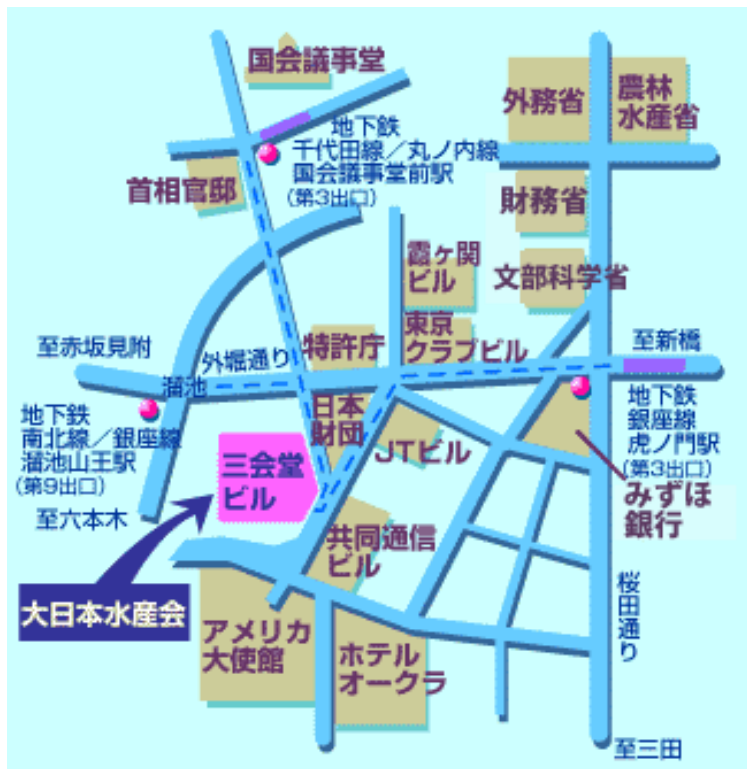 国会議事堂
地下鉄
千代田線／丸ノ内線
国会議事堂前駅
(第3出口)
首相官邸
外務省
農林
水産省
財務省
文部科学省
霞ヶ関
ビル
東京
クラブビル
特許庁
至赤坂見附
外堀通り
溜池
至新橋
地下鉄
南北線／銀座線
溜池山王駅
(第9出口)
至六本木
日本
財団
三会堂
ビル
JTビル
地下鉄
銀座線
虎ノ門駅
(第3出口)
みずほ
銀行
共同通信
ビル
大日本水産会
アメリカ
大使館
ホテル
オークラ
桜田通り
至三田